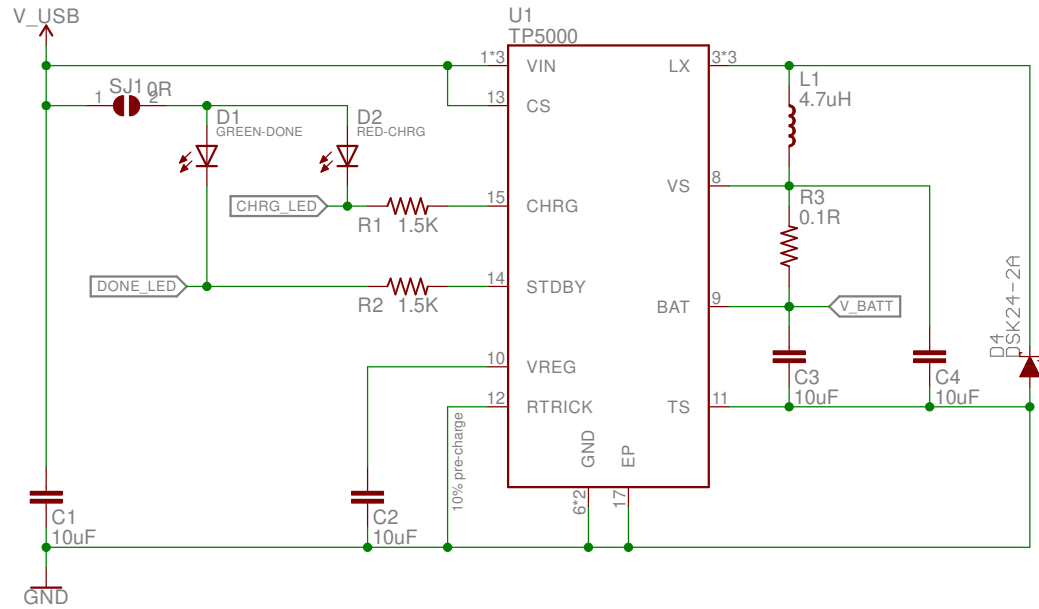 V_USB
U1
TP5000
1*3
VIN
LX
3*3
SJ1
0R
1
2
13
CS
L1
4.7uH
D1
GREEN-DONE
D2
RED-CHRG
VS
8
CHRG_LED
15
CHRG
R3
0.1R
R1
1.5K
DONE_LED
14
STDBY
BAT
9
V_BATT
R2
1.5K
D4
DSK24-2A
10
VREG
C3
10uF
C4
10uF
12
RTRICK
TS
11
10% pre-charge
GND
EP
6*2
17
C1
10uF
C2
10uF
GND